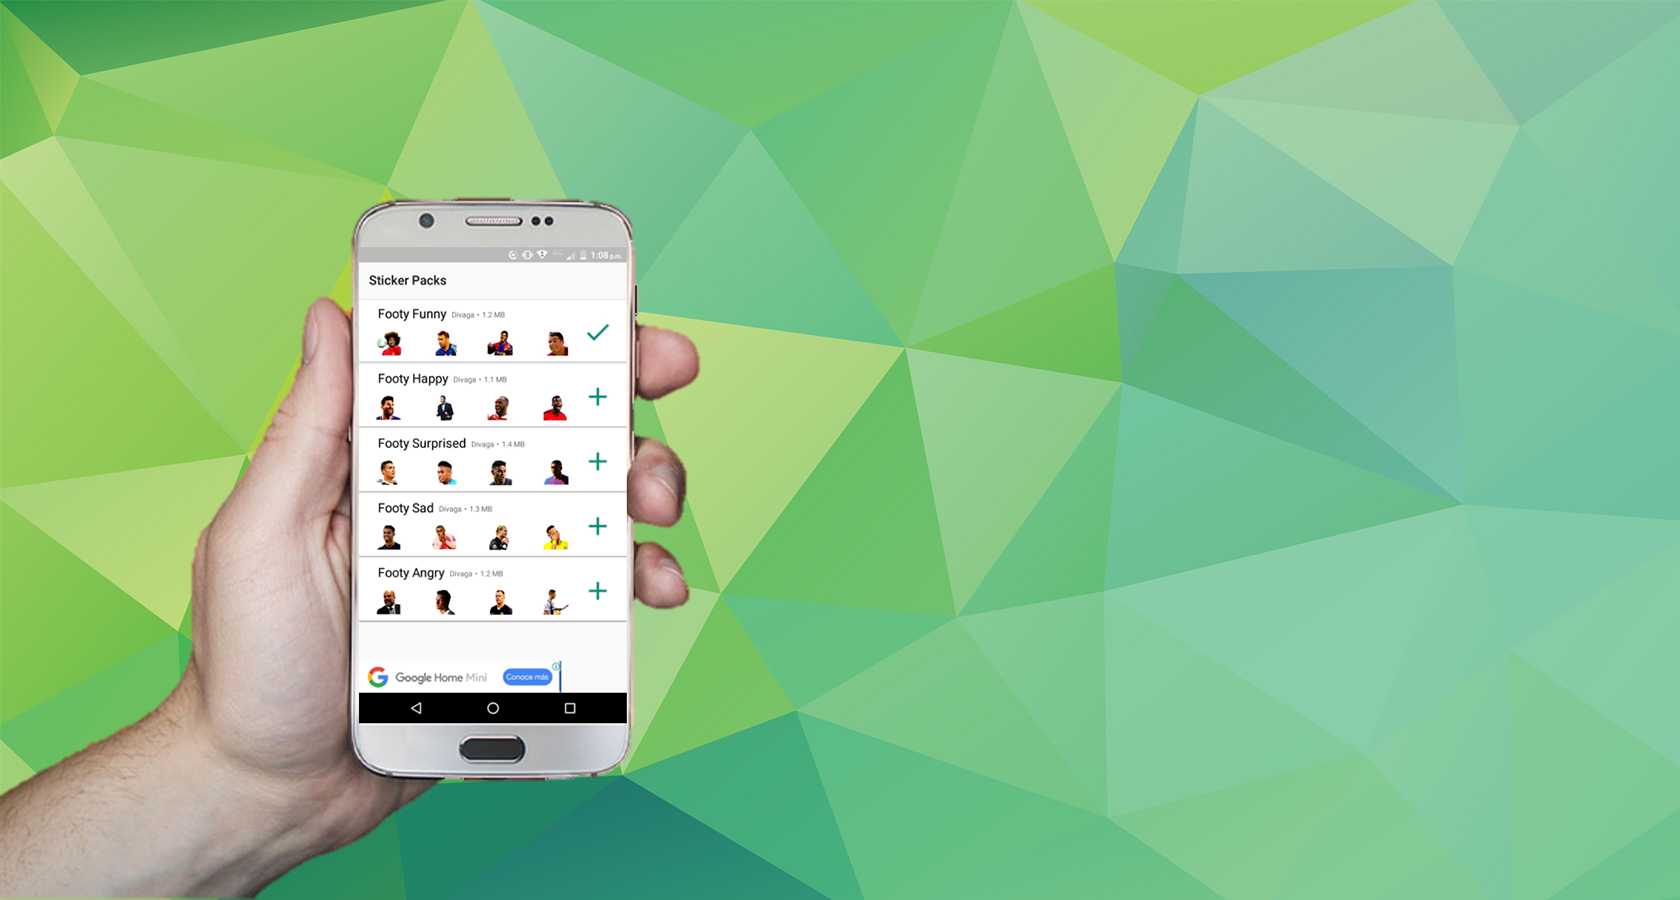 1:08 p.m.
Sticker Packs
Footy Funny Divaga • 1.2 MB
Footy Happy Divaga • 1.1 MB
Footy Surprised Divaga • 1.4 MB
Footy Sad Divaga • 1.3 MB
Footy Angry Divaga • 1.2 MB
Google Home Mini Conoce más